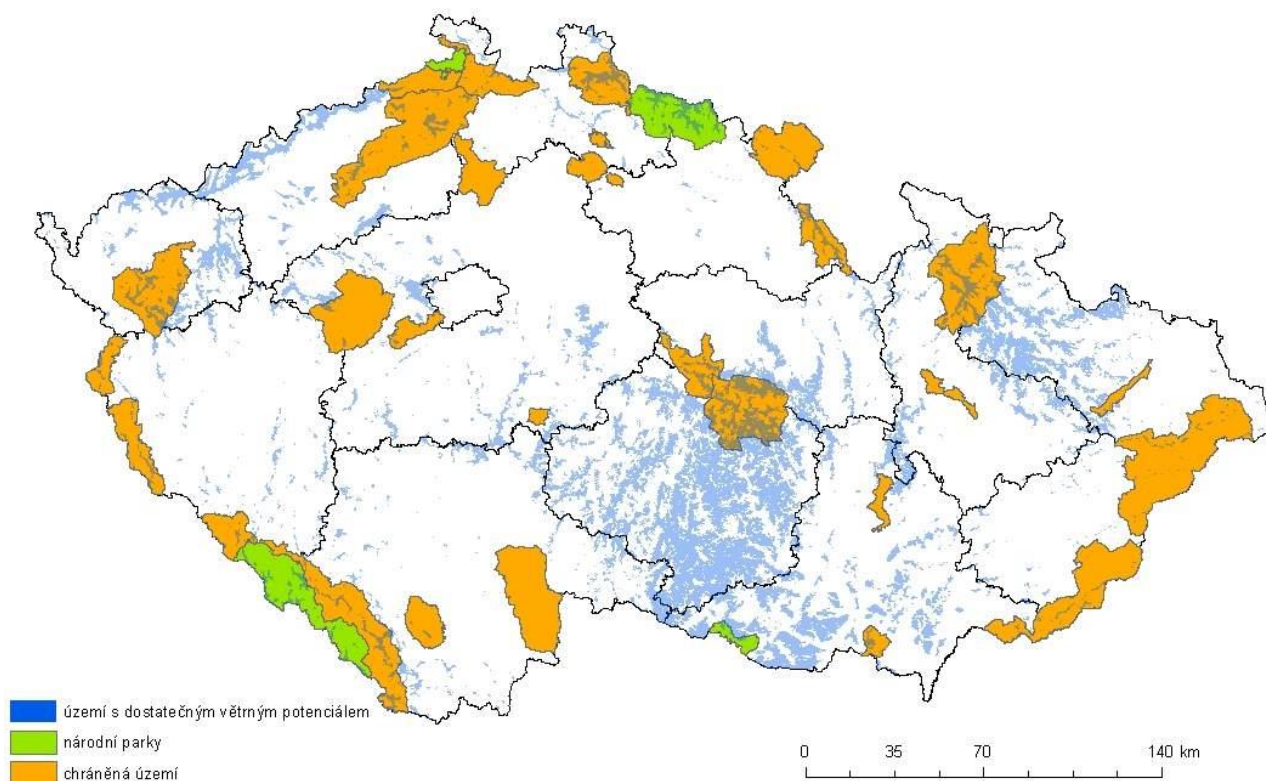 území s dostatečným větrným potenciálem
národní parky
chráněná území
0 35 70 140 km